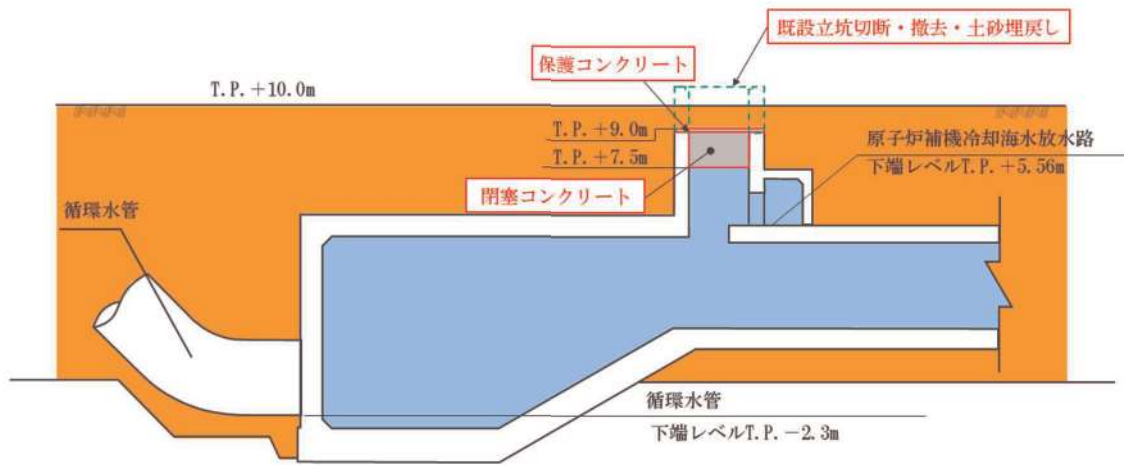 既設立坑切断・撤去・土砂埋戻し
保護コンクリート
T.P.+10.0m
T.P.+9.0m
原子炉補機冷却海水放水路
T.P.+7.5m
下端レベルT.P.+5.56m
閉塞コンクリート
循環水管
循環水管
下端レベルT.P.-2.3m